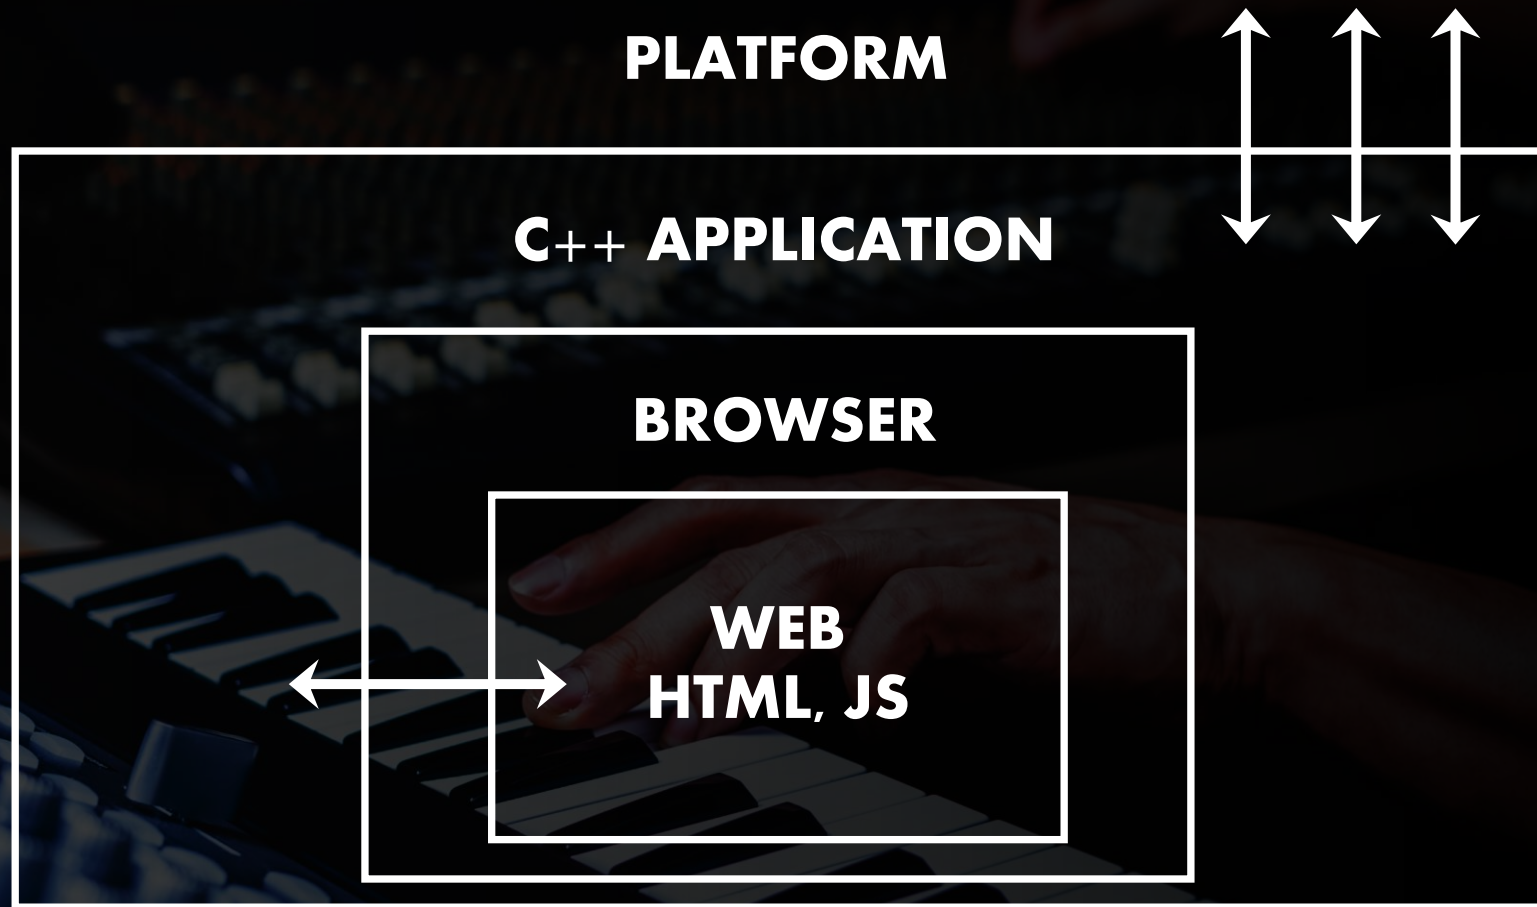 PLATFORM
C++ APPLICATION
BROWSER
WEB
HTML, JS